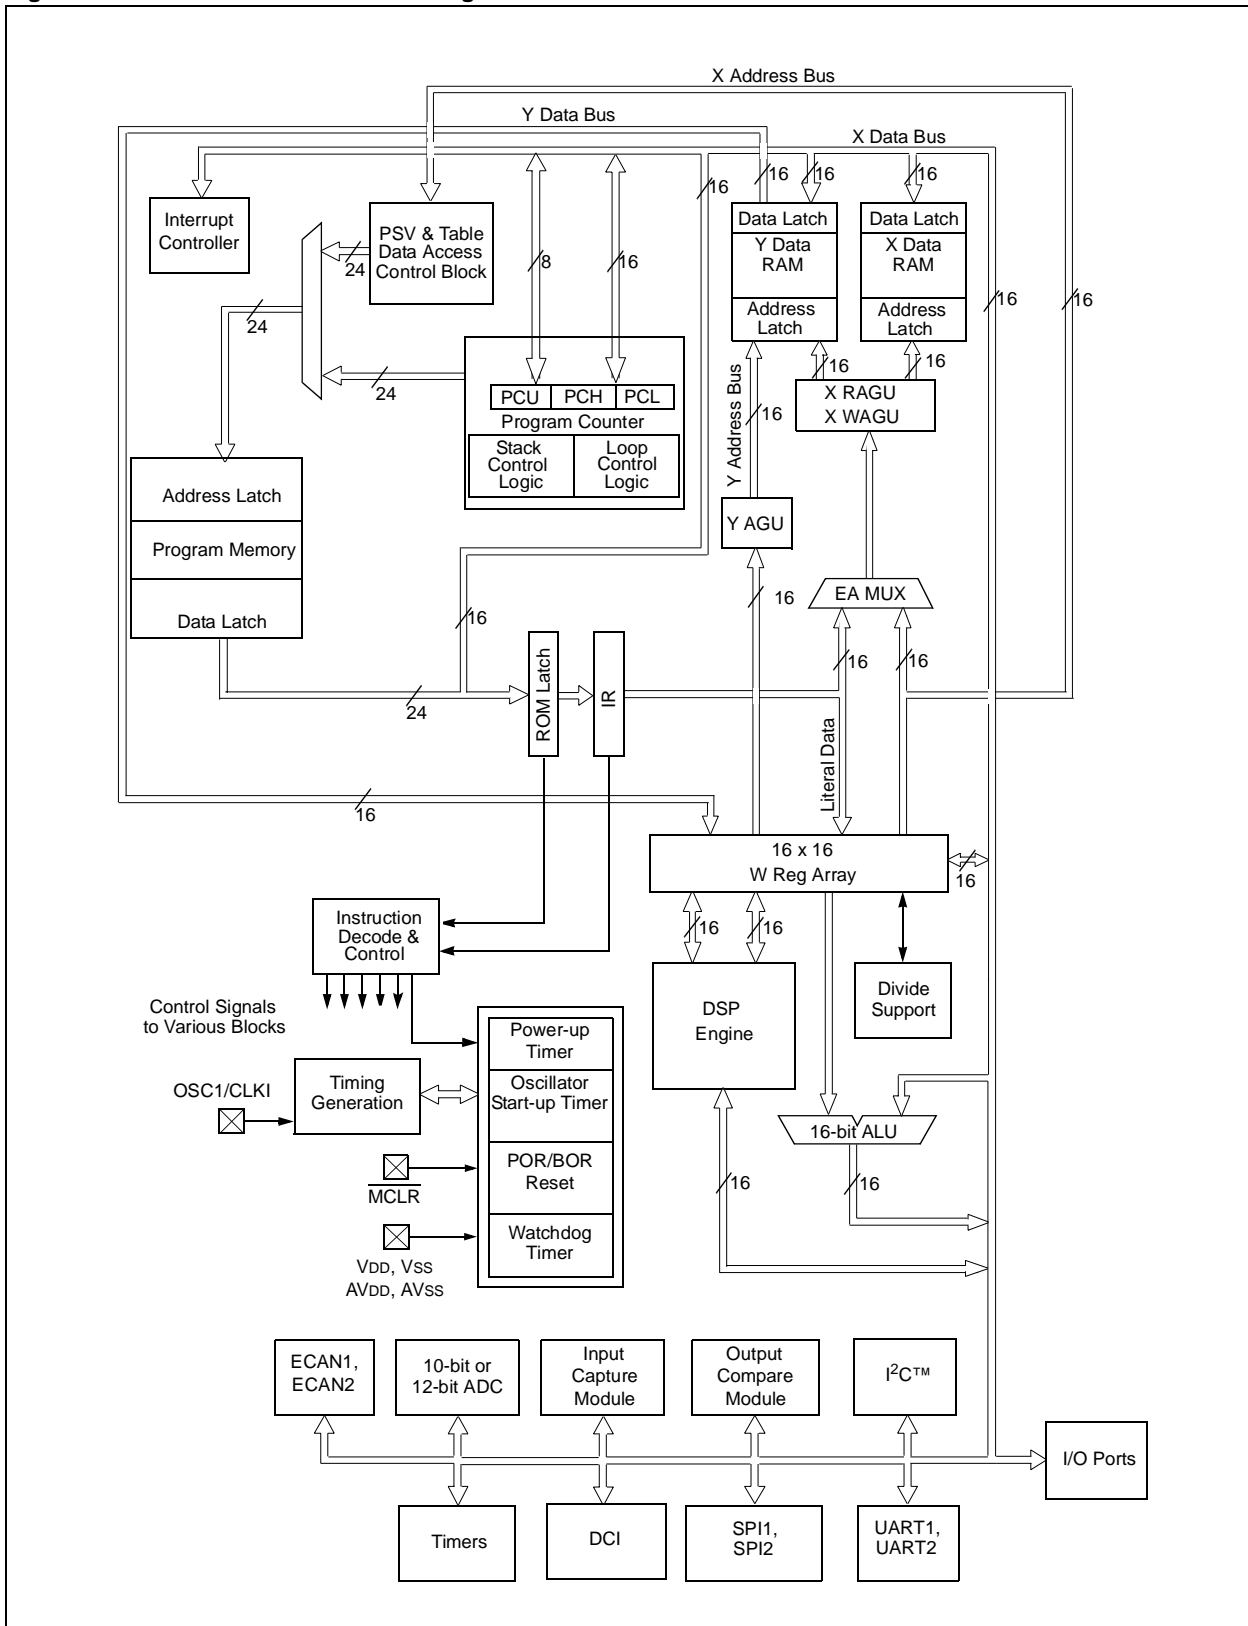 X Address Bus
Y Data Bus
X Data Bus
16
16
16
16
Interrupt
Controller
PSV & Table
Data Access
Control Block
24
8
16
Data Latch
Y Data
RAM
Address
Latch
Data Latch
X Data
RAM
Address
Latch
16
16
24
24
16
16
PCU
PCH
PCL
Program Counter
Stack
Control
Logic
Loop
Control
Logic
X RAGU
X WAGU
Y Address Bus
16
Address Latch
Program Memory
Data Latch
Y AGU
16
EA MUX
16
16
16
24
ROM Latch
IR
Literal Data
16
16 x 16
W Reg Array
16
16
16
Instruction
Decode &
Control
Control Signals
to Various Blocks
DSP
Engine
Divide
Support
Power-up
Timer
Oscillator
Start-up Timer
POR/BOR
Reset
Watchdog
Timer
OSC1/CLKI
Timing
Generation
MCLR
VDD, VSS
AVDD, AVSS
16-bit ALU
16
16
ECAN1,
ECAN2
10-bit or
12-bit ADC
Input
Capture
Module
Output
Compare
Module
I²C™
I/O Ports
Timers
DCI
SPI1,
SPI2
UART1,
UART2